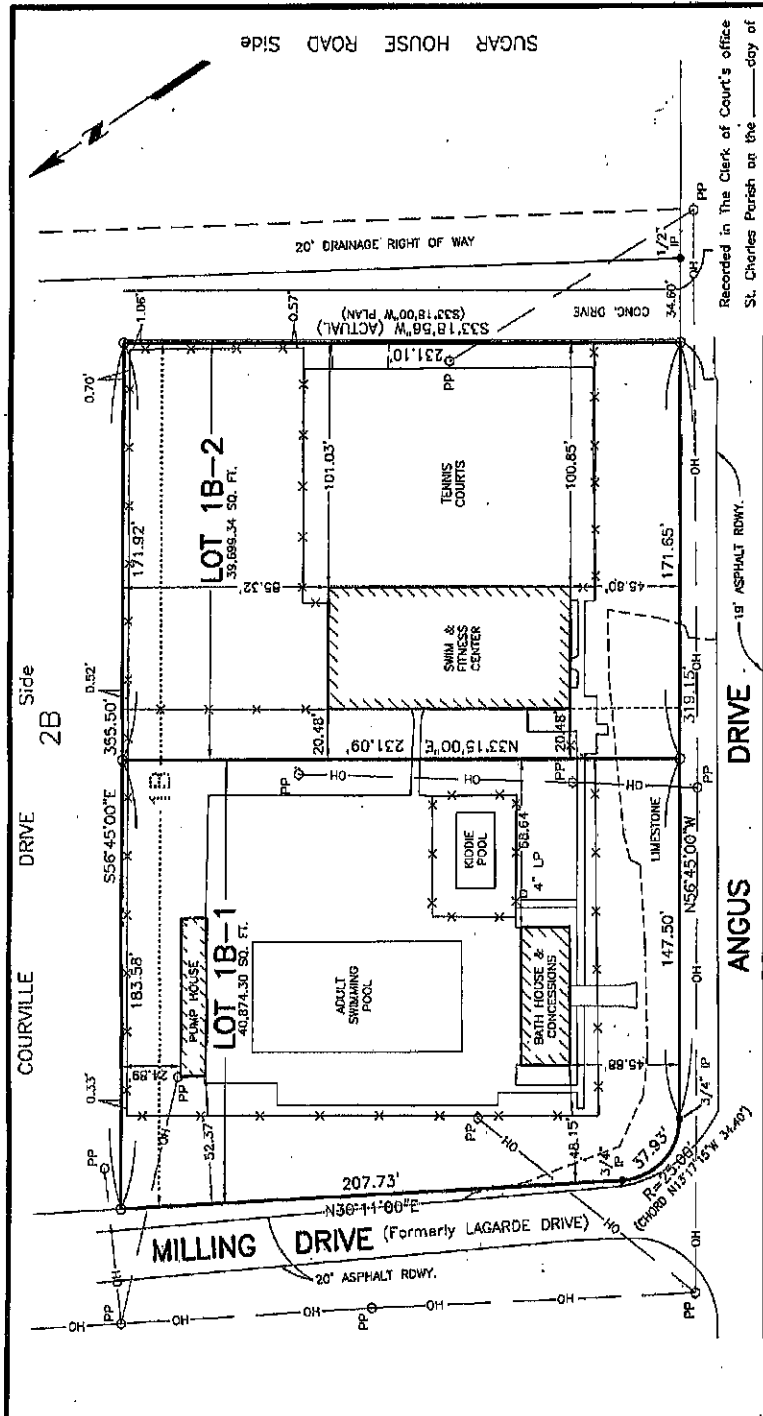 COURVILLE DRIVE Side
2B
SUGAR HOUSE ROAD Side
S56°45'00"E 355.50'
0.33'
183.58'
0.52'
171.92'
0.70'
1.06'
0.57'
20' DRAINAGE RIGHT OF WAY
S33°18'56"W (ACTUAL)
(S33°18'00"W PLAN)
231.10'
CONC. DRIVE
34.60'
1/2" IP
PP
LOT 1B-2
39,699.34 SQ. FT.
85.32'
101.03'
TENNIS
COURTS
100.85'
45.80'
SWIM &
FITNESS
CENTER
20.48'
231.09'
N33°15'00"E
20.48'
PP
OH
LOT 1B-1
40,874.30 SQ. FT.
PUMP HOUSE
ADULT
SWIMMING
POOL
KIDDIE
POOL
68.64'
4" LP
BATH HOUSE &
CONCESSIONS
45.88'
LIMESTONE
52.37'
48.15'
207.73'
N30°11'00"E
3/4" IP
37.93'
R=25.00'
(CHORD N13°17'15"W 34.40')
3/4" IP
147.50'
N56°45'00"W
319.15'
171.65'
19' ASPHALT RDWY.
ANGUS DRIVE
MILLING DRIVE (Formerly LAGARDE DRIVE)
20' ASPHALT RDWY.
PP
OH
Recorded in The Clerk of Court's office
St. Charles Parish on the ____day of